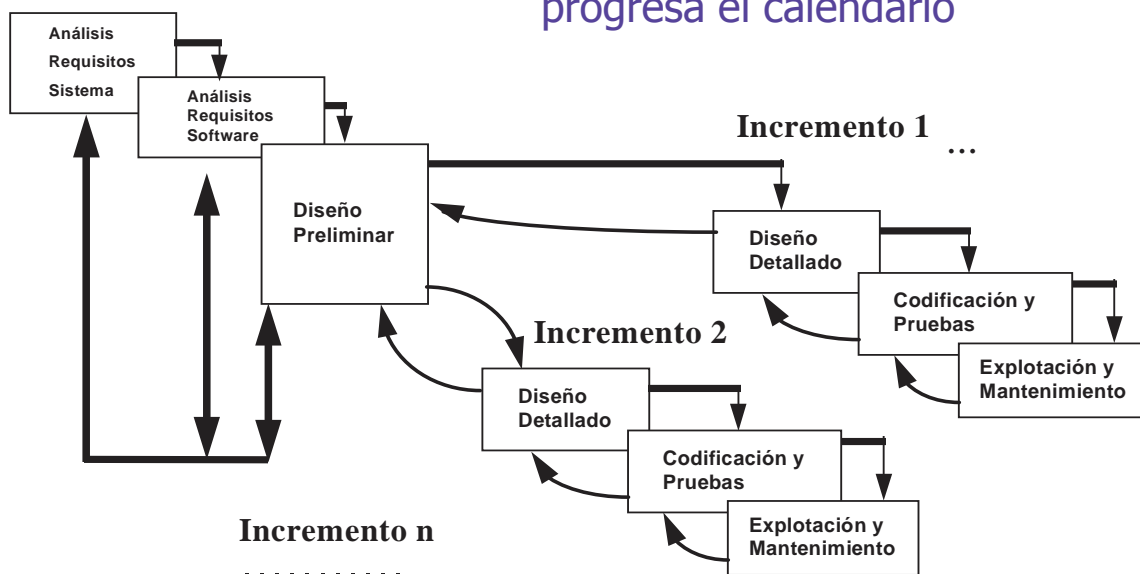 progresa el calendario
Análisis
Requisitos
Sistema
Análisis
Requisitos
Software
Diseño
Preliminar
Incremento 1
...
Diseño
Detallado
Codificación y
Pruebas
Explotación y
Mantenimiento
Incremento 2
Diseño
Detallado
Codificación y
Pruebas
Explotación y
Mantenimiento
Incremento n
. . . . . . . . . . .